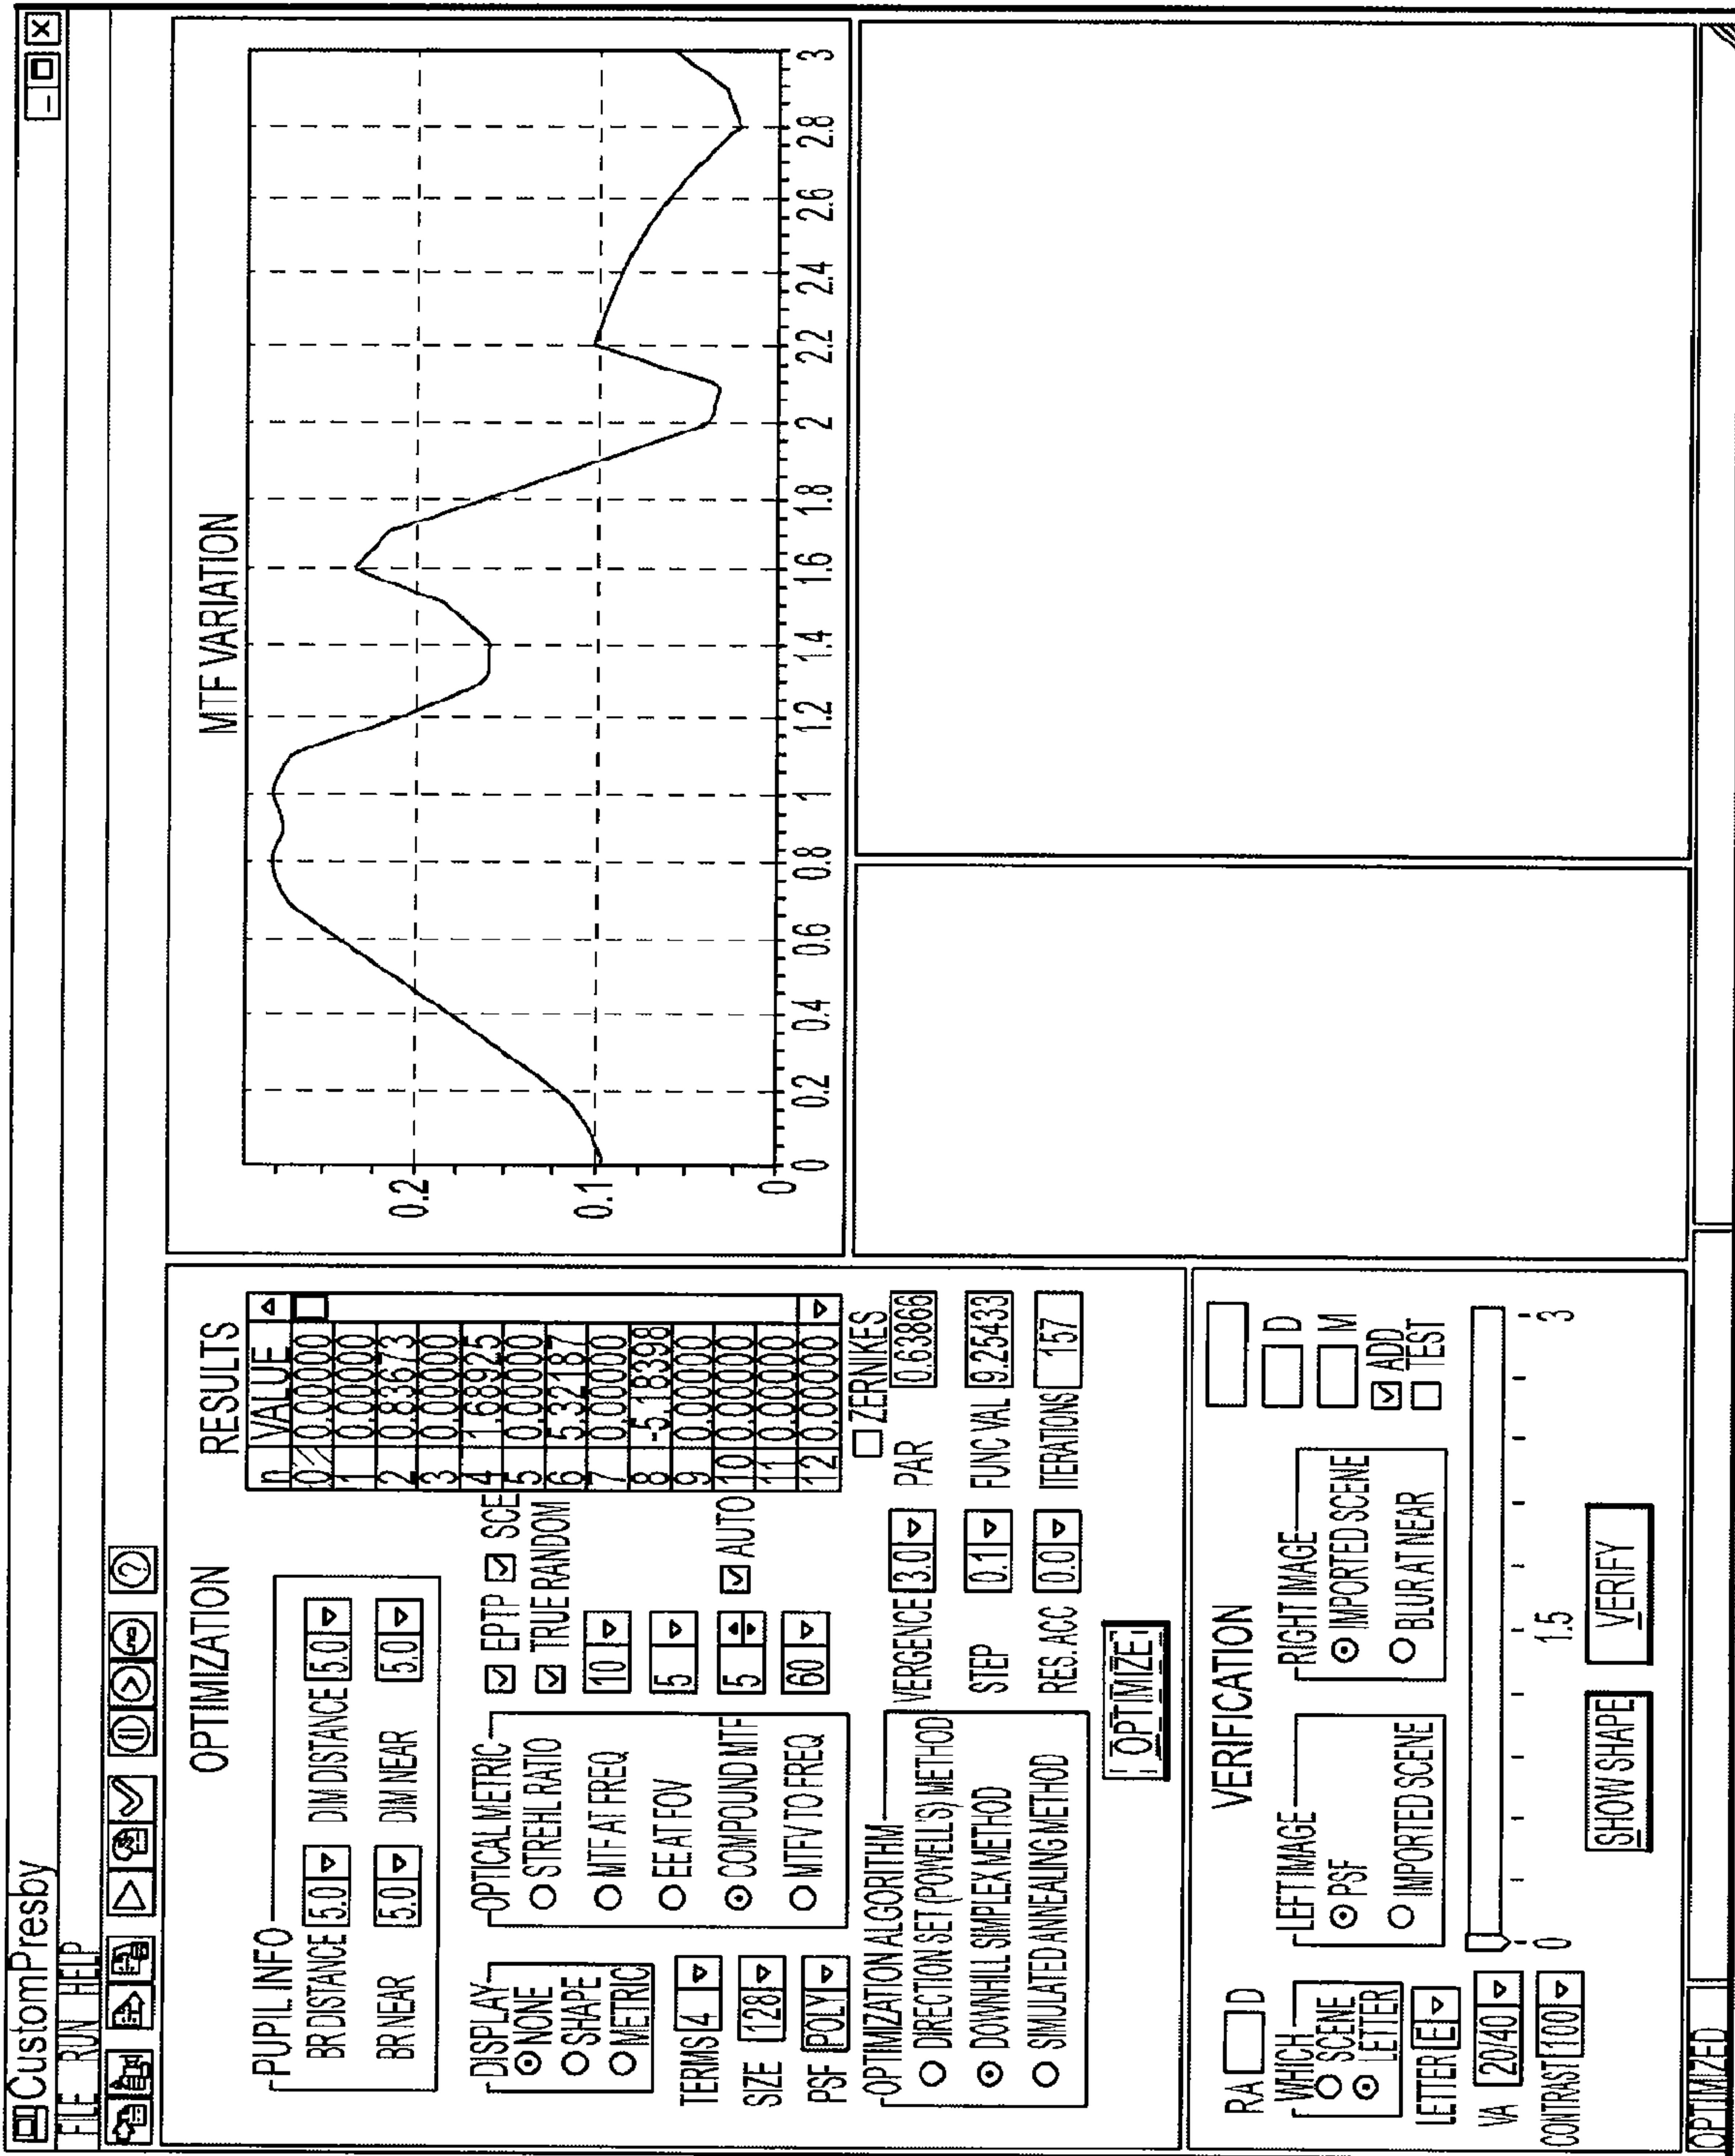 CustomPresby
FILE RUN HELP
OPTIMIZATION
PUPIL INFO
BR DISTANCE 5.0 DIM DISTANCE 5.0
BR NEAR 5.0 DIM NEAR 5.0
DISPLAY
NONE
SHAPE
METRIC
TERMS 4
SIZE 128
PSF POLY
OPTICAL METRIC
STREHL RATIO
MTF AT FREQ
EE AT FOV
COMPOUND MTF
MTFV TO FREQ
EPTP SCE
TRUE RANDOM
10
5
5 AUTO
60
OPTIMIZATION ALGORITHM
DIRECTION SET (POWELL'S) METHOD
DOWNHILL SIMPLEX METHOD
SIMULATED ANNEALING METHOD
VERGENCE 3.0
STEP 0.1
RES. ACC 0.0
OPTIMIZE
RESULTS
n VALUE
0 0.000000
1 0.00000
2 0.83673
3 0.00000
4 1.68925
5 0.00000
6 5.32187
7 0.00000
8 -5.18398
9 0.00000
10 0.00000
11 0.00000
12 0.00000
ZERNIKES
PAR 0.63866
FUNC VAL 9.25433
ITERATIONS 157
MTF VARIATION
0.2
0.1
0
0 0.2 0.4 0.6 0.8 1 1.2 1.4 1.6 1.8 2 2.2 2.4 2.6 2.8 3
VERIFICATION
RA D
WHICH
SCENE
LETTER
LETTER E
VA 20/40
CONTRAST 100
LEFT IMAGE
PSF
IMPORTED SCENE
RIGHT IMAGE
IMPORTED SCENE
BLUR AT NEAR
D
M
ADD
TEST
0 1.5 3
SHOW SHAPE VERIFY
OPTIMIZED